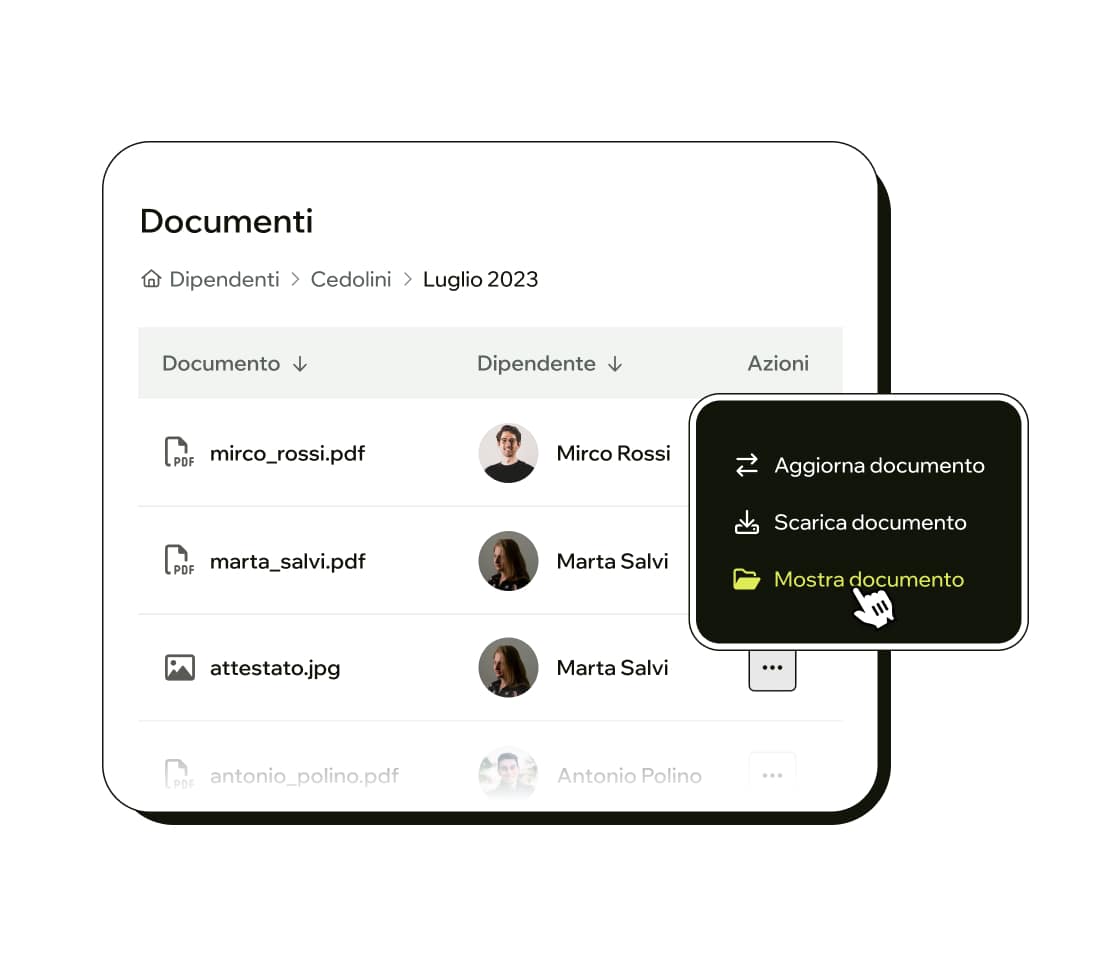 Documenti
Dipendenti > Cedolini > Luglio 2023
Documento ↓ Dipendente ↓ Azioni
PDF mirco_rossi.pdf Mirco Rossi
Aggiorna documento
Scarica documento
PDF marta_salvi.pdf Marta Salvi
Mostra documento
attestato.jpg Marta Salvi ...
PDF antonio_polino.pdf Antonio Polino ...